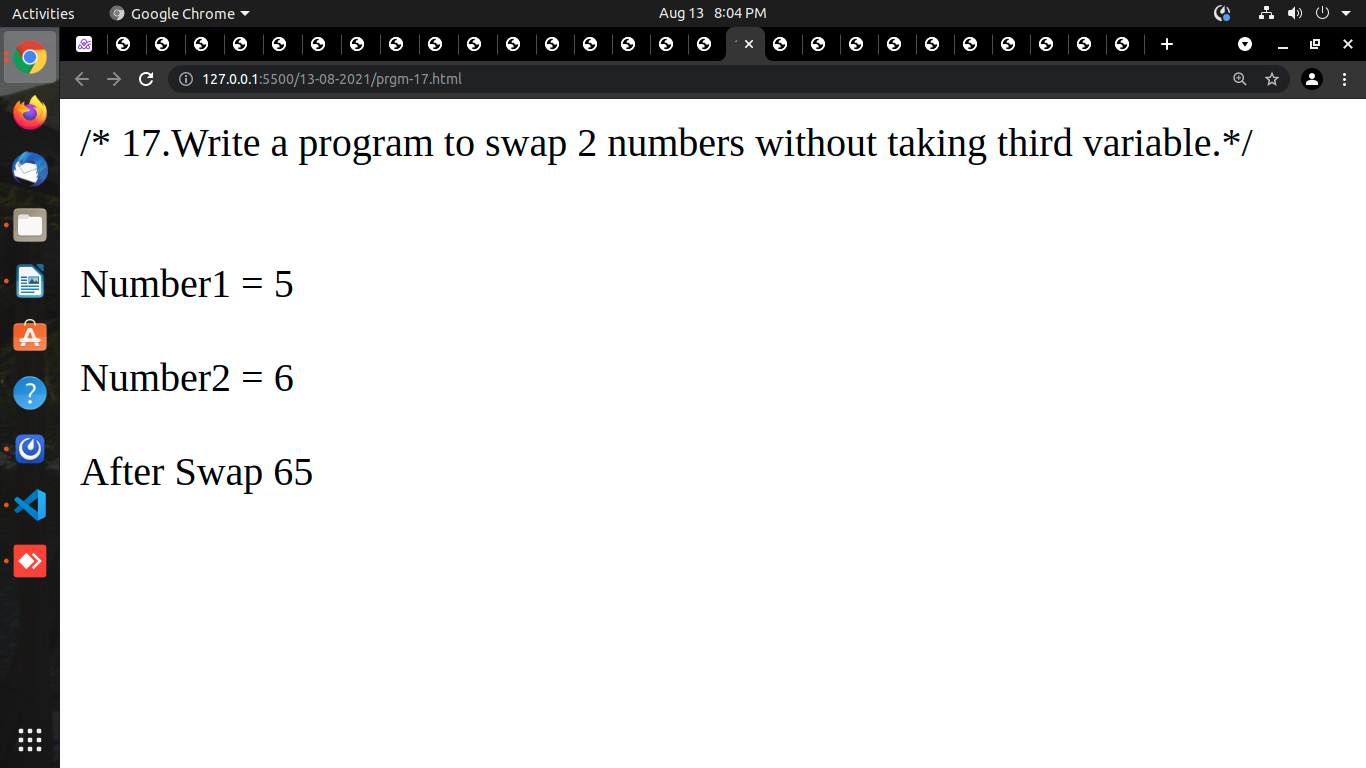 Activities Google Chrome Aug 13 8:04 PM
127.0.0.1:5500/13-08-2021/prgm-17.html
/* 17.Write a program to swap 2 numbers without taking third variable.*/
Number1 = 5
Number2 = 6
After Swap 65